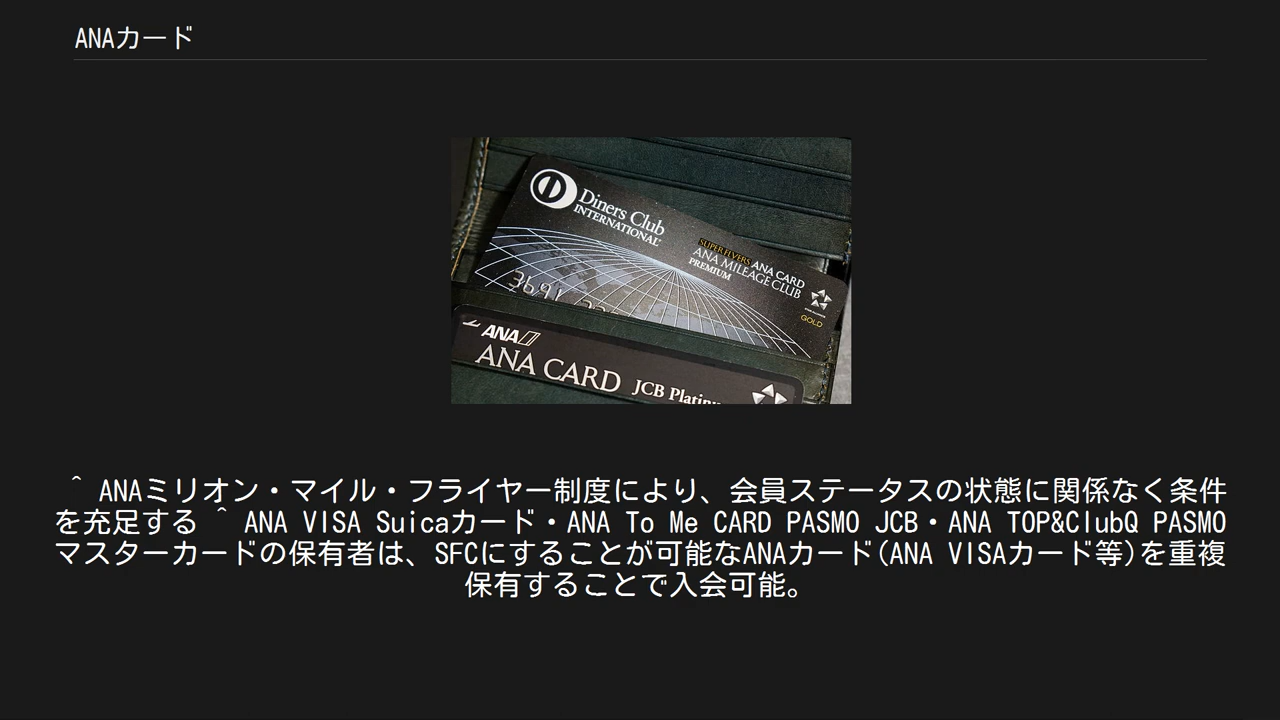 ANAカード
Diners Club
INTERNATIONAL
SUPER FLYERS ANA CARD
ANA MILEAGE CLUB
PREMIUM
GOLD
3691
ANA
ANA CARD JCB
^ ANAミリオン・マイル・フライヤー制度により、会員ステータスの状態に関係なく条件
を充足する ^ ANA VISA Suicaカード・ANA To Me CARD PASMO JCB・ANA TOP&ClubQ PASMO
マスターカードの保有者は、SFCにすることが可能なANAカード(ANA VISAカード等)を重複
保有することで入会可能。